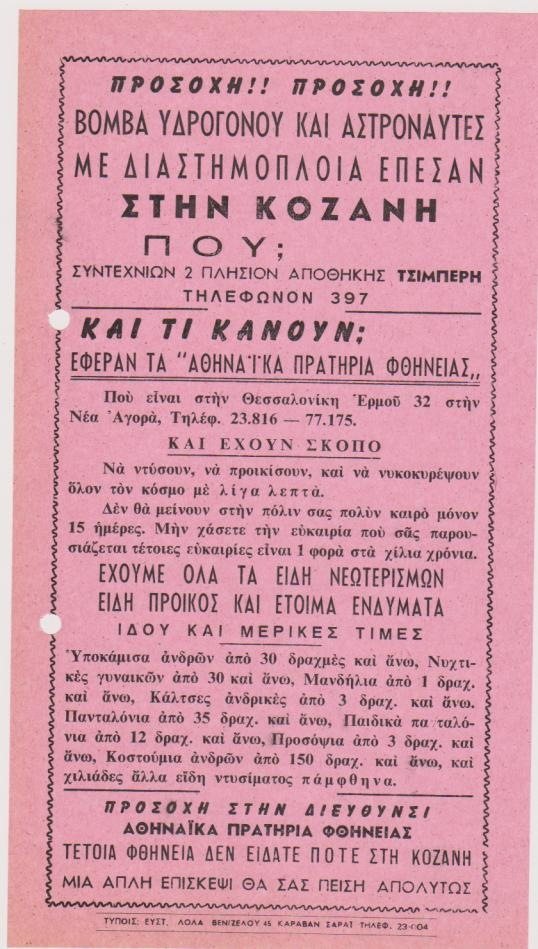 ΠΡΟΣΟΧΗ!! ΠΡΟΣΟΧΗ!!
ΒΟΜΒΑ ΥΔΡΟΓΟΝΟΥ ΚΑΙ ΑΣΤΡΟΝΑΥΤΕΣ
ΜΕ ΔΙΑΣΤΗΜΟΠΛΟΙΑ ΕΠΕΣΑΝ
ΣΤΗΝ ΚΟΖΑΝΗ
ΠΟΥ;
ΣΥΝΤΕΧΝΙΩΝ 2 ΠΛΗΣΙΟΝ ΑΠΟΘΗΚΗΣ ΤΣΙΜΠΕΡΗ
ΤΗΛΕΦΩΝΟΝ 397
ΚΑΙ ΤΙ ΚΑΝΟΥΝ;
ΕΦΕΡΑΝ ΤΑ "ΑΘΗΝΑΪΚΑ ΠΡΑΤΗΡΙΑ ΦΘΗΝΕΙΑΣ„
Ποὺ εἶναι στὴν Θεσσαλονίκη Ἑρμοῦ 32 στὴν
Νέα Ἀγορὰ, Τηλέφ. 23.816 — 77.175.
ΚΑΙ ΕΧΟΥΝ ΣΚΟΠΟ
Νὰ ντύσουν, νὰ προικίσουν, καὶ νὰ νυκοκυρέψουν
ὅλον τὸν κόσμο μὲ λίγα λεπτά.
Δὲν θὰ μείνουν στὴν πόλιν σας πολὺν καιρὸ μόνον
15 ἡμέρες. Μὴν χάσετε τὴν εὐκαιρία ποὺ σᾶς παρου-
σιάζεται τέτοιες εὐκαιρίες εἶναι 1 φορὰ στὰ χίλια χρόνια.
ΕΧΟΥΜΕ ΟΛΑ ΤΑ ΕΙΔΗ ΝΕΩΤΕΡΙΣΜΩΝ
ΕΙΔΗ ΠΡΟΙΚΟΣ ΚΑΙ ΕΤΟΙΜΑ ΕΝΔΥΜΑΤΑ
ΙΔΟΥ ΚΑΙ ΜΕΡΙΚΕΣ ΤΙΜΕΣ
Ὑποκάμισα ἀνδρῶν ἀπὸ 30 δραχμὲς καὶ ἄνω, Νυχτι-
κὲς γυναικῶν ἀπὸ 30 καὶ ἄνω, Μανδήλια ἀπὸ 1 δραχ.
καὶ ἄνω, Κάλτσες ἀνδρικὲς ἀπὸ 3 δραχ. καὶ ἄνω.
Πανταλόνια ἀπὸ 35 δραχ. καὶ ἄνω, Παιδικὰ πα ταλό-
νια ἀπὸ 12 δραχ. καὶ ἄνω, Προσόψια ἀπὸ 3 δραχ. καὶ
ἄνω, Κοστούμια ἀνδρῶν ἀπὸ 150 δραχ. καὶ ἄνω, καὶ
χιλιάδες ἄλλα εἴδη ντυσίματος πάμφθηνα.
ΠΡΟΣΟΧΗ ΣΤΗΝ ΔΙΕΥΘΥΝΣΙ
ΑΘΗΝΑΪΚΑ ΠΡΑΤΗΡΙΑ ΦΘΗΝΕΙΑΣ
ΤΕΤΟΙΑ ΦΘΗΝΕΙΑ ΔΕΝ ΕΙΔΑΤΕ ΠΟΤΕ ΣΤΗ ΚΟΖΑΝΗ
ΜΙΑ ΑΠΛΗ ΕΠΙΣΚΕΨΙ ΘΑ ΣΑΣ ΠΕΙΣΗ ΑΠΟΛΥΤΩΣ
ΤΥΠΟΙΣ: ΕΥΣΤ. ΛΟΛΑ ΒΕΝΙΖΕΛΟΥ 45 ΚΑΡΑΒΑΝ ΣΑΡΑΪ ΤΗΛΕΦ. 23-004